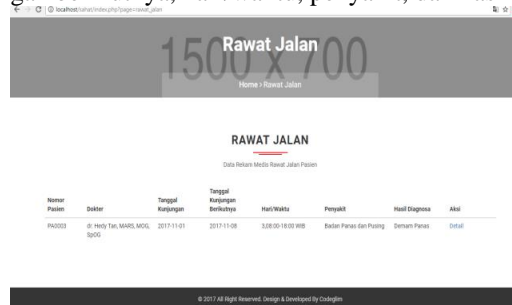 localhost/sahat/index.php?page=rawat_jalan
1500 X 700
Rawat Jalan
Home > Rawat Jalan
RAWAT JALAN
Data Rekam Medis Rawat Jalan Pasien
Nomor Pasien Dokter Tanggal Kunjungan Tanggal Kunjungan Berikutnya Hari/Waktu Penyakit Hasil Diagnosa Aksi
PA0003 dr. Hedy Tan, MARS, MOG, SpOG 2017-11-01 2017-11-08 3,08:00-18:00 WIB Badan Panas dan Pusing Demam Panas Detail
© 2017 All Right Reserved. Design & Developed By Codeglim